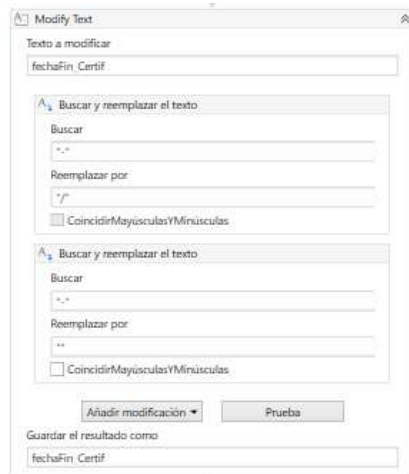 Modify Text
Texto a modificar
fechaFin_Certif
Buscar y reemplazar el texto
Buscar
"-"
Reemplazar por
"/"
CoincidirMayúsculasYMinúsculas
Buscar y reemplazar el texto
Buscar
"-"
Reemplazar por
""
CoincidirMayúsculasYMinúsculas
Añadir modificación Prueba
Guardar el resultado como
fechaFin_Certif